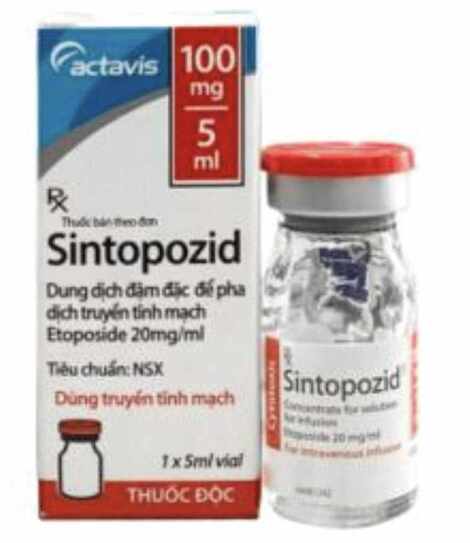 actavis
100
mg
5
ml
Rx
Thuốc bán theo đơn
Sintopozid
Dung dịch đậm đặc để pha
dịch truyền tĩnh mạch
Etoposide 20mg/ml
Tiêu chuẩn: NSX
Dùng truyền tĩnh mạch
1 x 5ml vial
THUỐC ĐỘC
Cytotoxic
Sintopozid®
Concentrate for solution
for infusion
Etoposide 20 mg/ml
For intravenous infusion